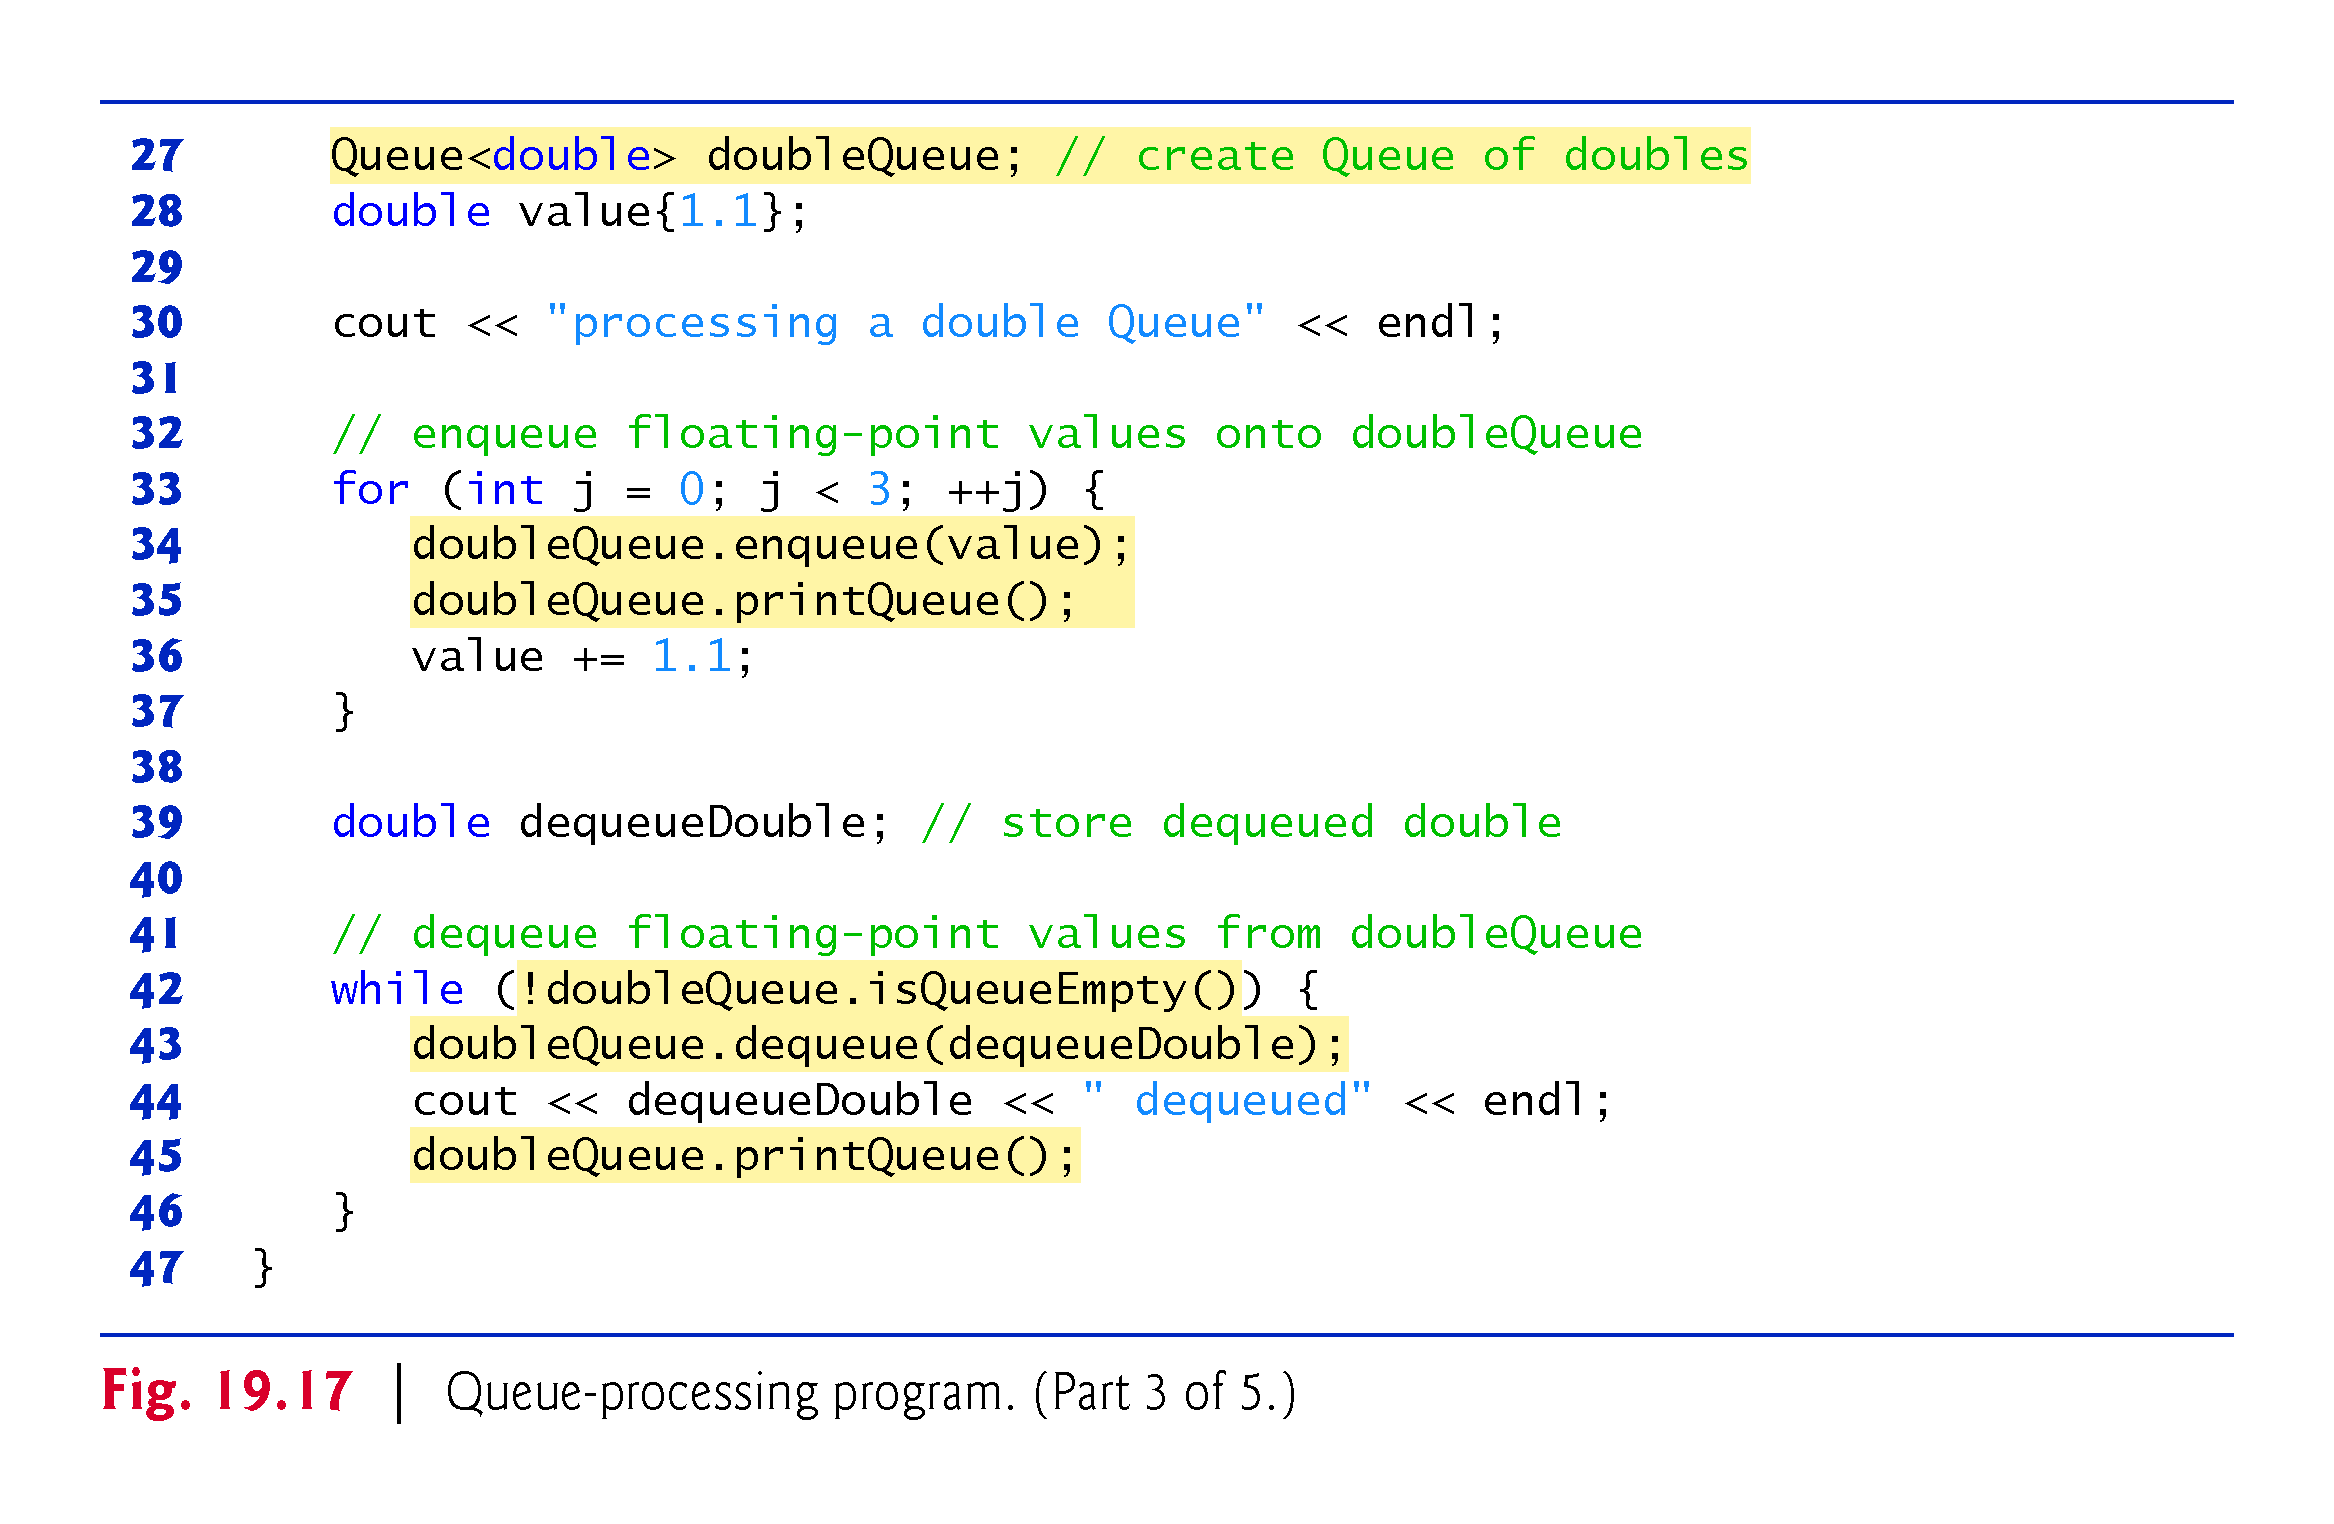 27 Queue<double> doubleQueue; // create Queue of doubles
28 double value{1.1};
29
30 cout << "processing a double Queue" << endl;
31
32 // enqueue floating-point values onto doubleQueue
33 for (int j = 0; j < 3; ++j) {
34 doubleQueue.enqueue(value);
35 doubleQueue.printQueue();
36 value += 1.1;
37 }
38
39 double dequeueDouble; // store dequeued double
40
41 // dequeue floating-point values from doubleQueue
42 while (!doubleQueue.isQueueEmpty()) {
43 doubleQueue.dequeue(dequeueDouble);
44 cout << dequeueDouble << " dequeued" << endl;
45 doubleQueue.printQueue();
46 }
47 }
Fig. 19.17 | Queue-processing program. (Part 3 of 5.)